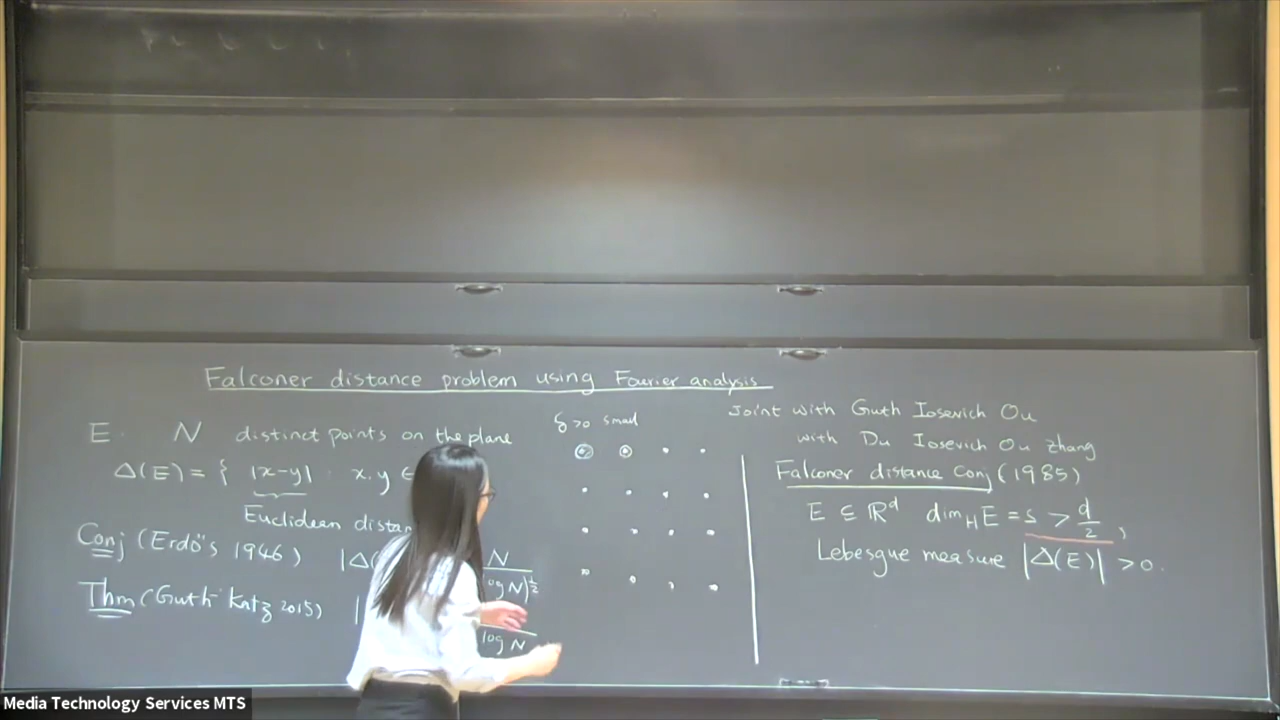 Falconer distance problem using Fourier analysis
E. N distinct points on the plane
Δ(E) = { |x-y| : x, y ∈
Euclidean distan
Conj (Erdö"s 1946) |Δ( N
og N)^{1/2}
Thm (Guth Katz 2015) |
log N
δ>0 small
Joint with Guth Iosevich Ou
with Du Iosevich Ou Zhang
Falconer distance Conj (1985)
E ⊆ ℝ^d dim_H E = s > d/2,
Lebesgue measure |Δ(E)| > 0.
Media Technology Services MTS